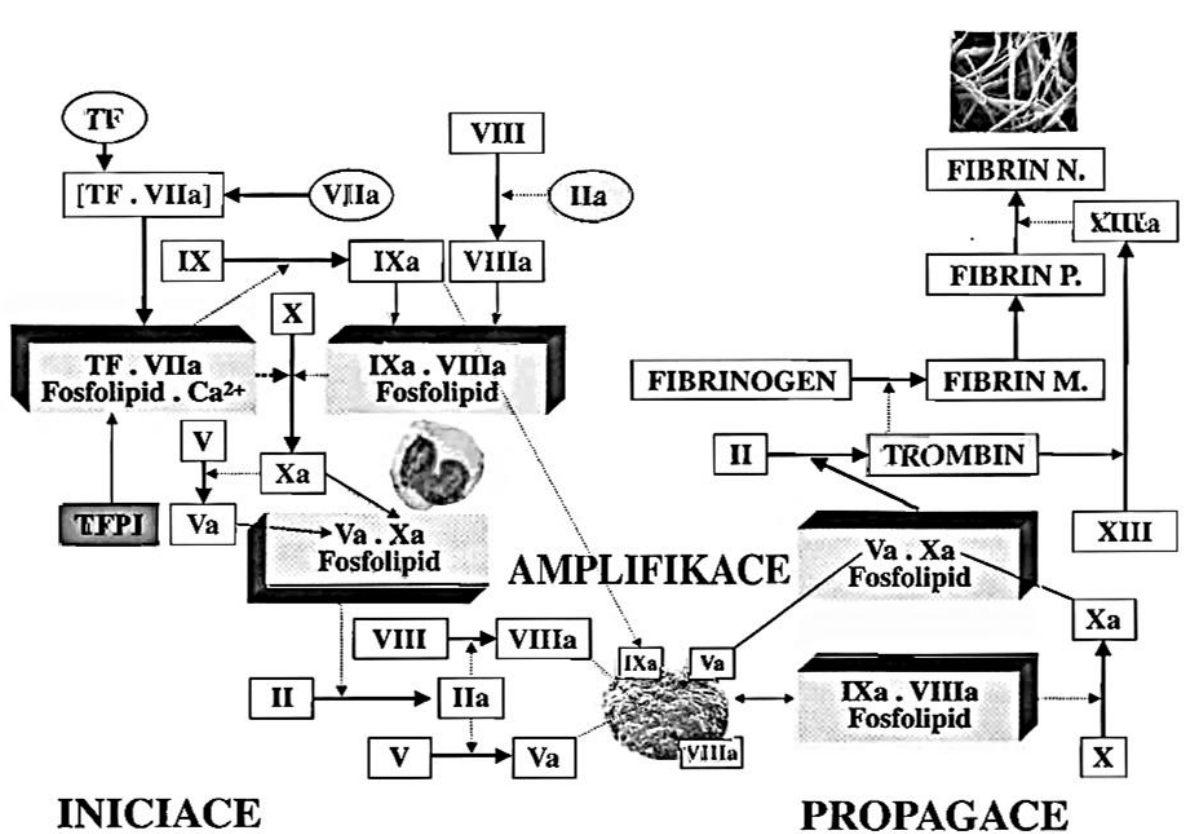 TF
VIII
[TF . VIIa]
VIIa
IIa
IX
IXa
VIIIa
X
TF . VIIa
Fosfolipid . Ca2+
IXa . VIIIa
Fosfolipid
V
Xa
TFPI
Va
Va . Xa
Fosfolipid
AMPLIFIKACE
VIII
VIIIa
II
IIa
V
Va
IXa
Va
VIIIa
INICIACE
FIBRIN N.
XIIIa
FIBRIN P.
FIBRINOGEN
FIBRIN M.
II
TROMBIN
XIII
Va . Xa
Fosfolipid
Xa
IXa . VIIIa
Fosfolipid
X
PROPAGACE